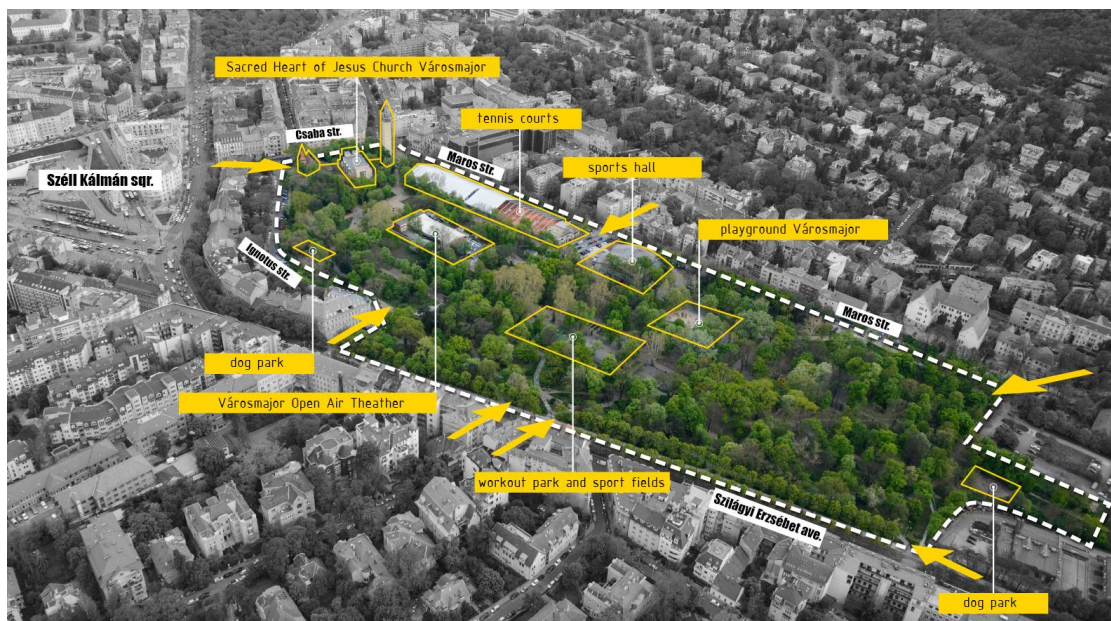 Sacred Heart of Jesus Church Városmajor
tennis courts
Csaba str.
Maros str.
sports hall
Széll Kálmán sqr.
playground Városmajor
Ignotus str.
Maros str.
dog park
Városmajor Open Air Theather
workout park and sport fields
Szilágyi Erzsébet ave.
dog park